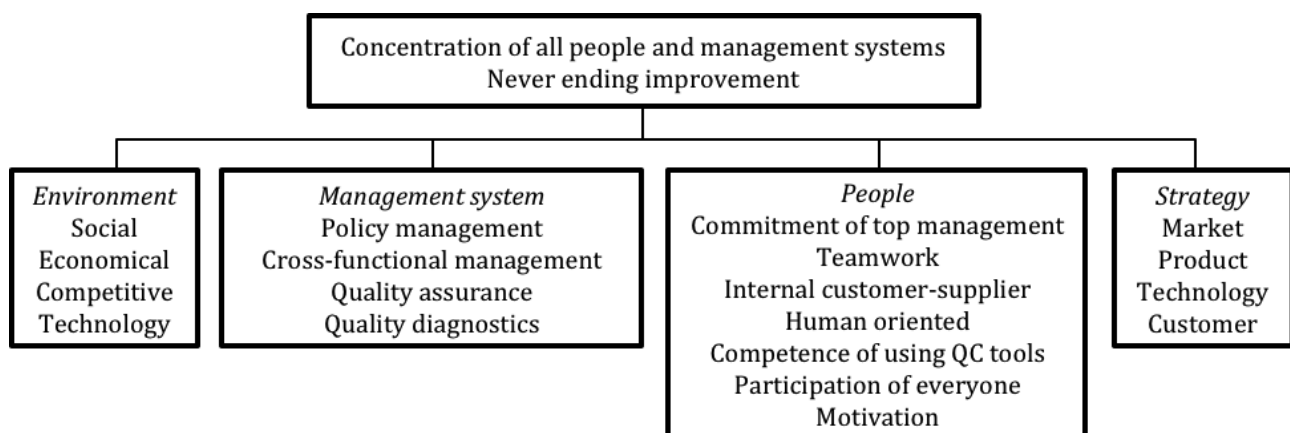 Concentration of all people and management systems
Never ending improvement
Environment
Social
Economical
Competitive
Technology
Management system
Policy management
Cross-functional management
Quality assurance
Quality diagnostics
People
Commitment of top management
Teamwork
Internal customer-supplier
Human oriented
Competence of using QC tools
Participation of everyone
Motivation
Strategy
Market
Product
Technology
Customer